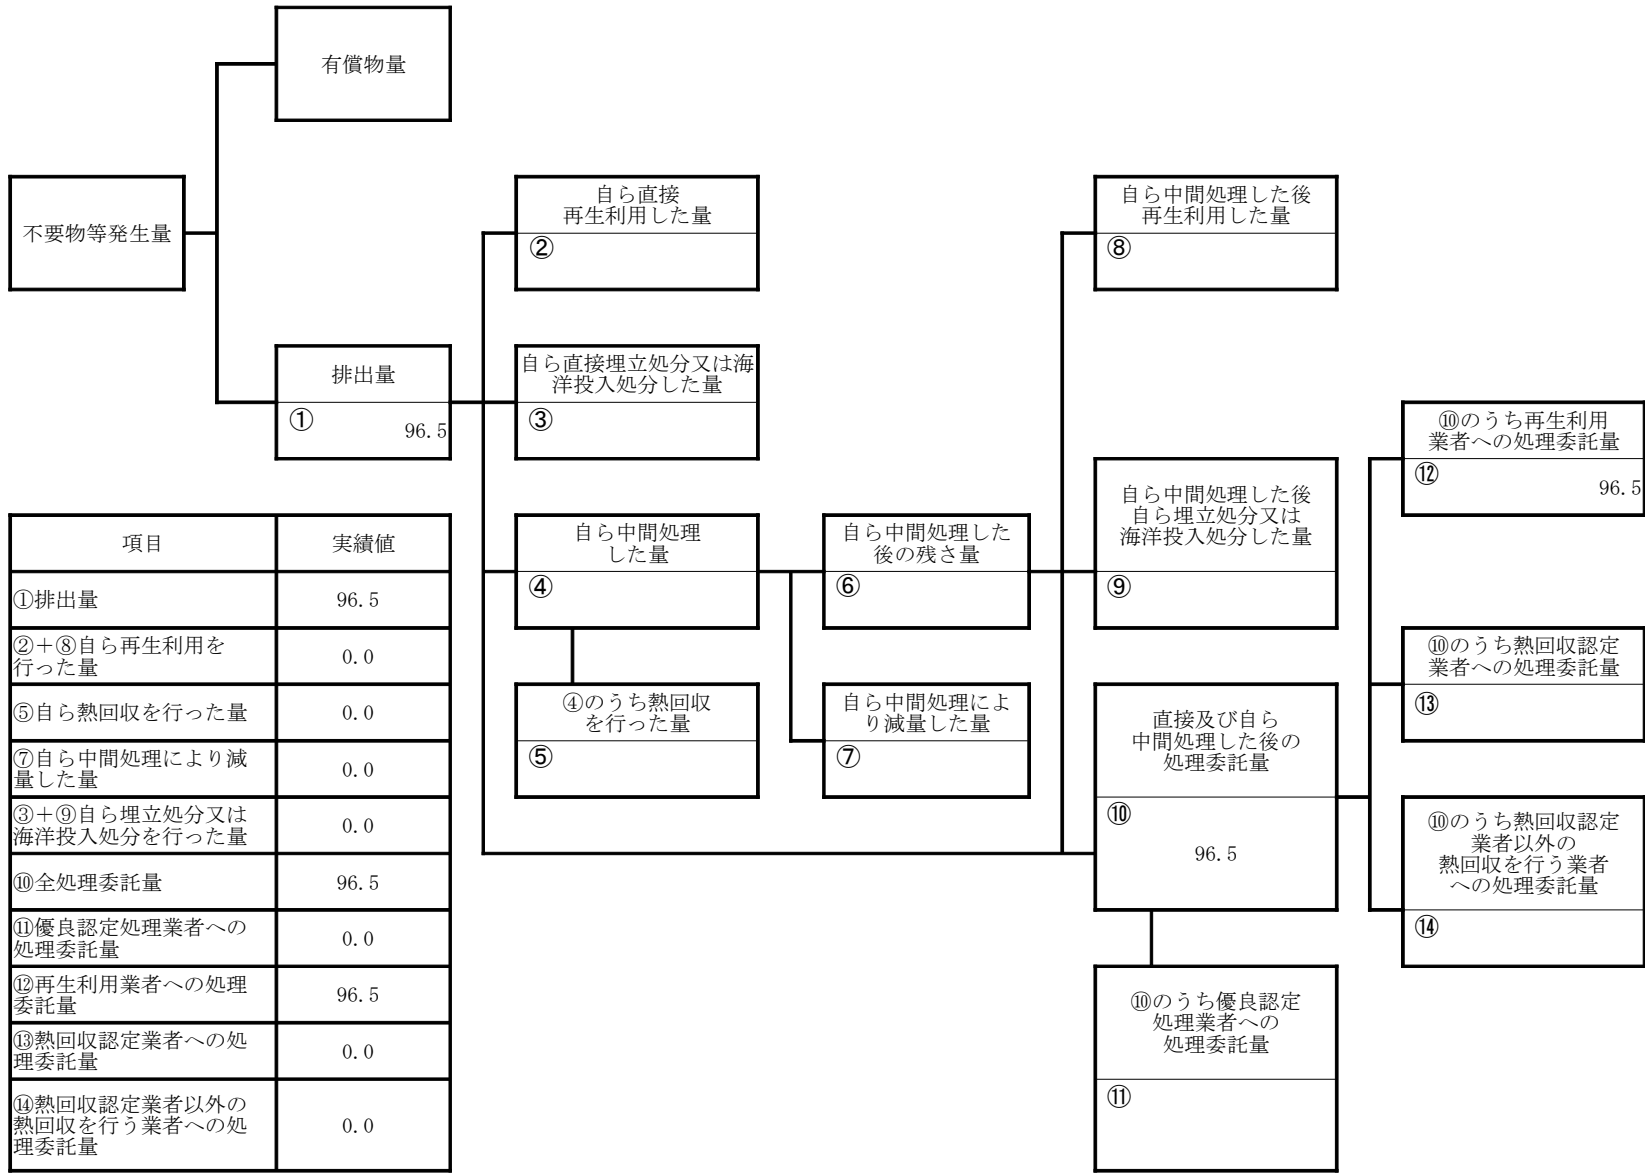 有償物量
不要物等発生量
自ら直接
再生利用した量
②
自ら中間処理した後
再生利用した量
⑧
排出量
①
96.5
自ら直接埋立処分又は海
洋投入処分した量
③
⑩のうち再生利用
業者への処理委託量
⑫
96.5
自ら中間処理
した量
④
自ら中間処理した
後の残さ量
⑥
自ら中間処理した後
自ら埋立処分又は
海洋投入処分した量
⑨
⑩のうち熱回収認定
業者への処理委託量
⑬
④のうち熱回収
を行った量
⑤
自ら中間処理によ
り減量した量
⑦
直接及び自ら
中間処理した後の
処理委託量
⑩
96.5
⑩のうち熱回収認定
業者以外の
熱回収を行う業者
への処理委託量
⑭
⑩のうち優良認定
処理業者への
処理委託量
⑪
項目 実績値
①排出量 96.5
②+⑧自ら再生利用を
行った量 0.0
⑤自ら熱回収を行った量 0.0
⑦自ら中間処理により減
量した量 0.0
③+⑨自ら埋立処分又は
海洋投入処分を行った量 0.0
⑩全処理委託量 96.5
⑪優良認定処理業者への
処理委託量 0.0
⑫再生利用業者への処理
委託量 96.5
⑬熱回収認定業者への処
理委託量 0.0
⑭熱回収認定業者以外の
熱回収を行う業者への処
理委託量 0.0